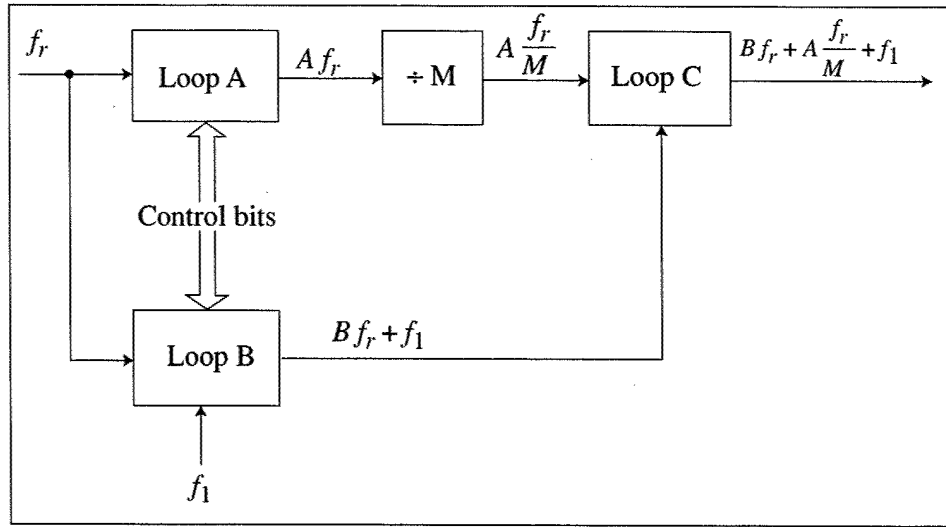 f_r
Loop A
A f_r
÷ M
A f_r/M
Loop C
B f_r + A f_r/M + f_1
Control bits
Loop B
B f_r + f_1
f_1